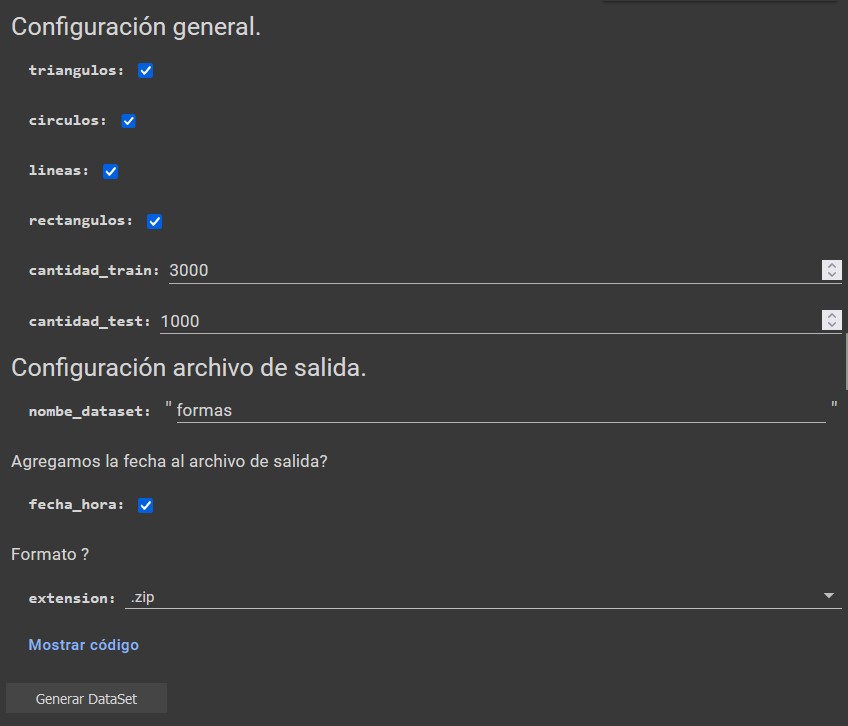 Configuración general.
triangulos:
circulos:
lineas:
rectangulos:
cantidad_train: 3000
cantidad_test: 1000
Configuración archivo de salida.
nombe_dataset: " formas "
Agregamos la fecha al archivo de salida?
fecha_hora:
Formato ?
extension: .zip
Mostrar código
Generar DataSet